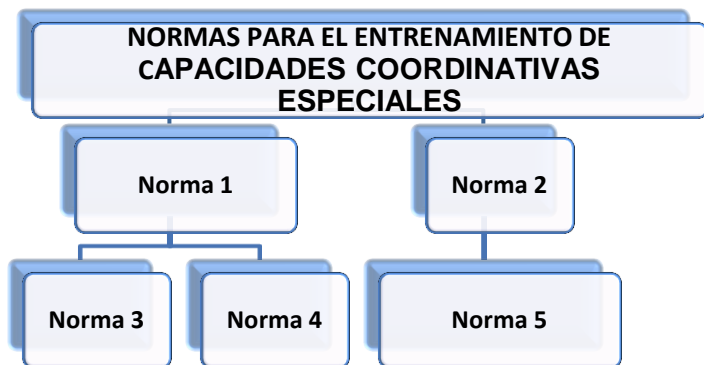 NORMAS PARA EL ENTRENAMIENTO DE
CAPACIDADES COORDINATIVAS
ESPECIALES
Norma 1
Norma 2
Norma 3
Norma 4
Norma 5